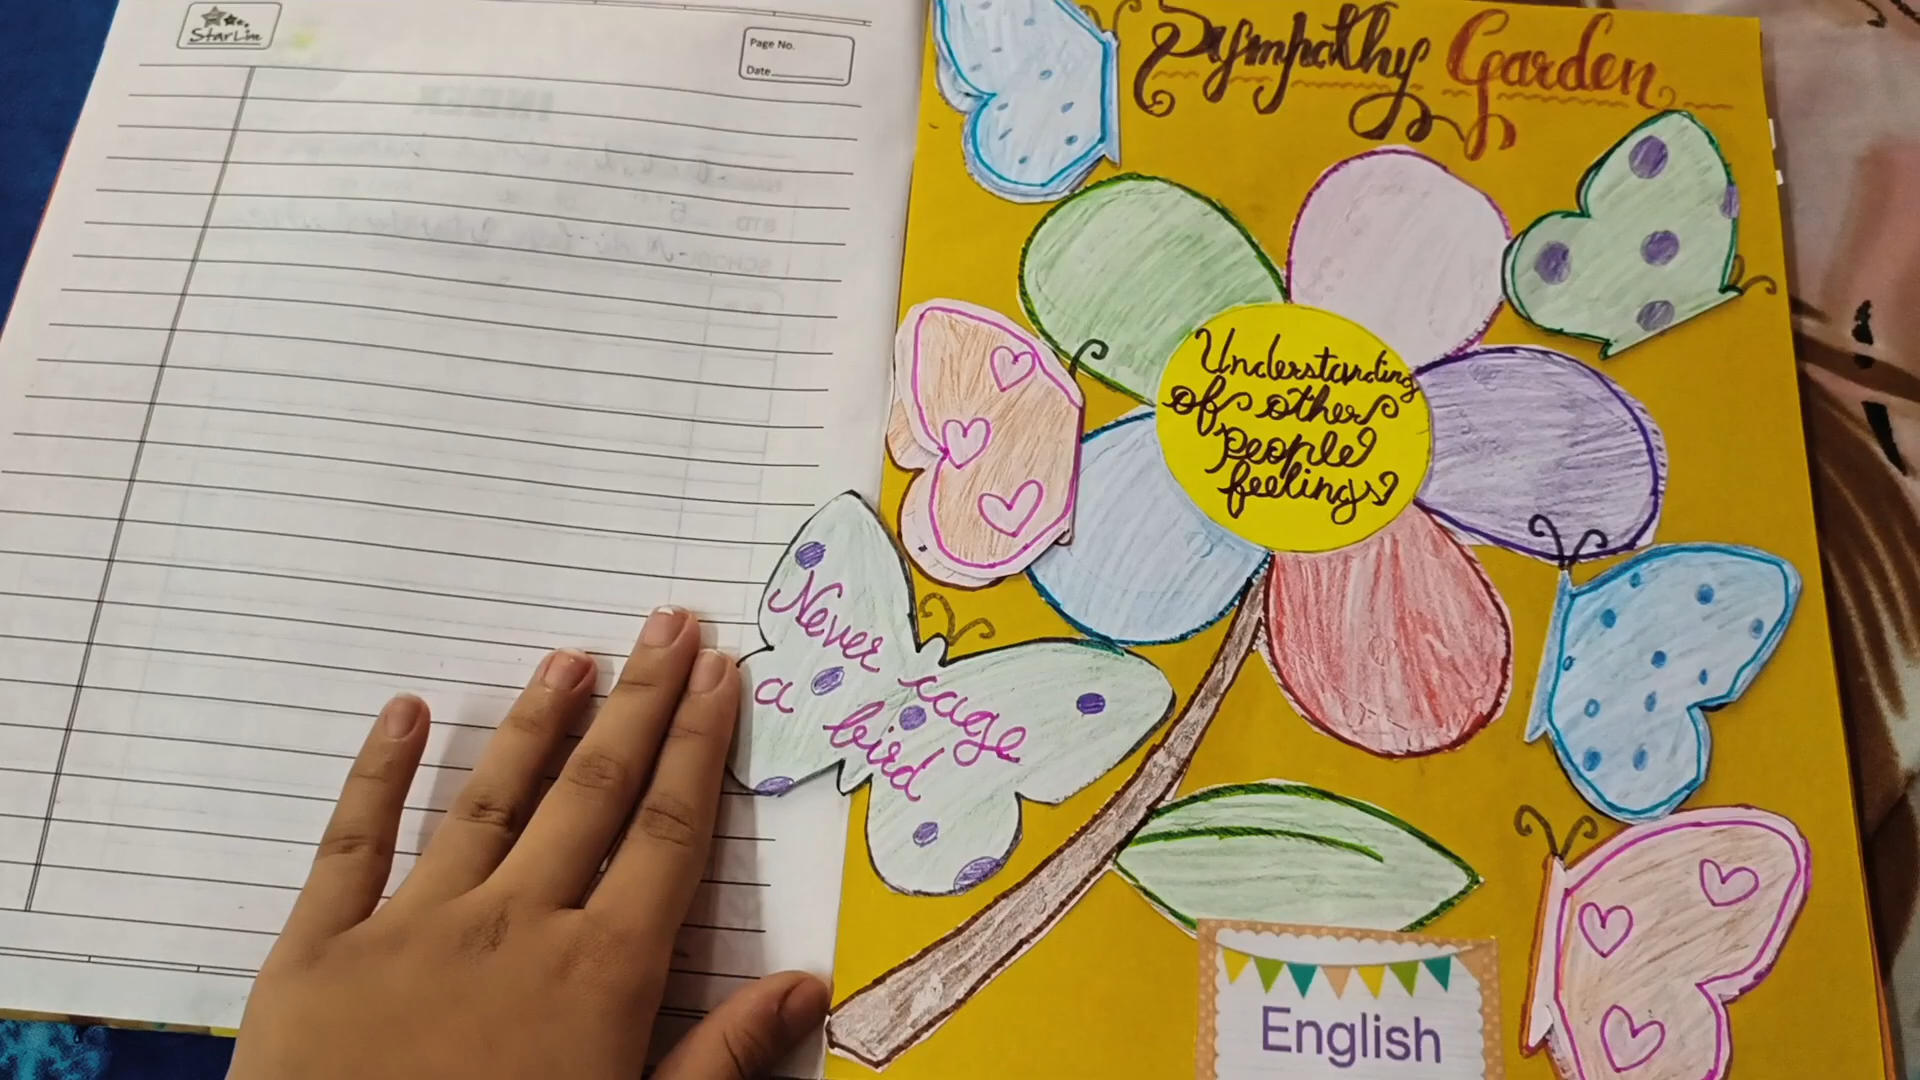 StarLine
Page No.
Date
Sympathy Garden
Understanding
of other
people
feelings
Never cage
a bird
English